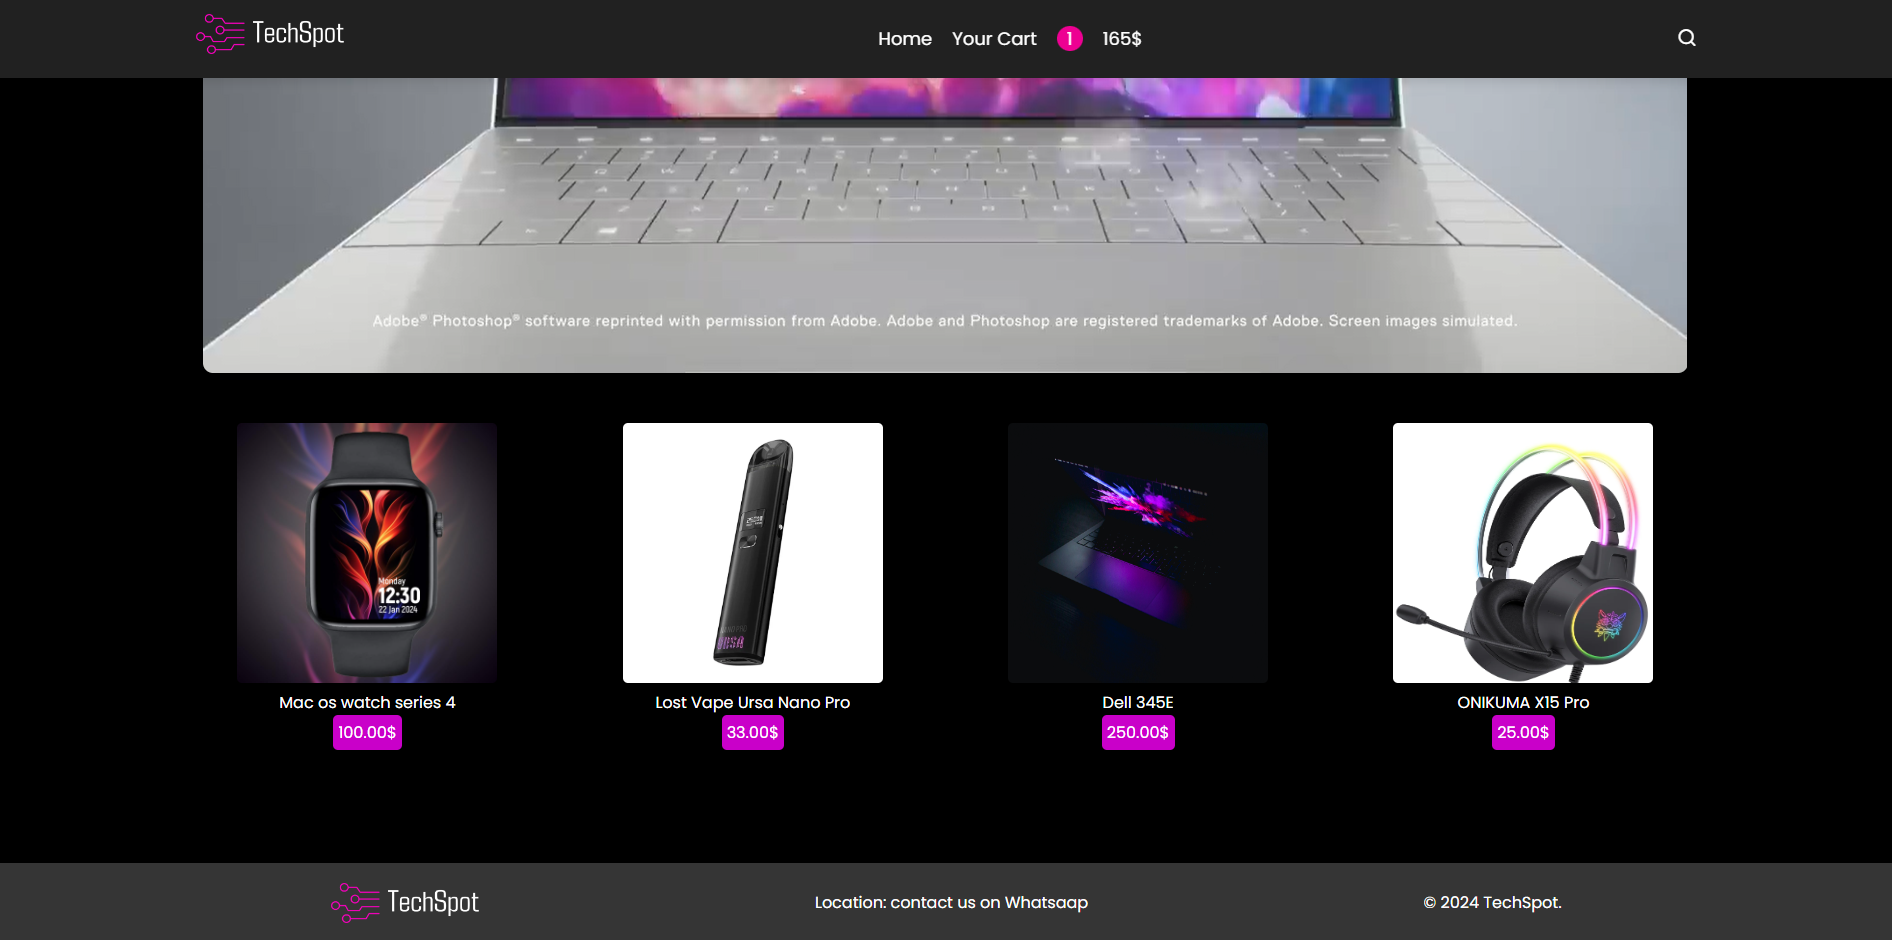 TechSpot
Home Your Cart 1 165$
Adobe® Photoshop® software reprinted with permission from Adobe. Adobe and Photoshop are registered trademarks of Adobe. Screen images simulated.
Monday
12:30
22 Jan 2024
URSA
Mac os watch series 4
100.00$
Lost Vape Ursa Nano Pro
33.00$
Dell 345E
250.00$
ONIKUMA X15 Pro
25.00$
TechSpot
Location: contact us on Whatsaap
© 2024 TechSpot.